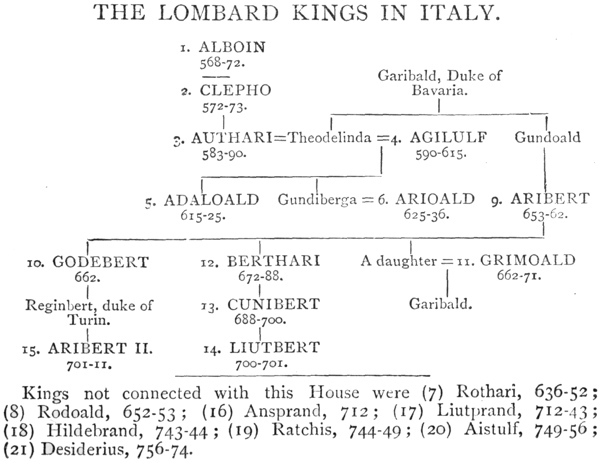 THE LOMBARD KINGS IN ITALY.
1. ALBOIN
568-72.
2. CLEPHO
572-73.
Garibald, Duke of
Bavaria.
3. AUTHARI=Theodelinda =4. AGILULF Gundoald
583-90. 590-615.
5. ADALOALD Gundiberga = 6. ARIOALD 9. ARIBERT
615-25. 625-36. 653-62.
10. GODEBERT 12. BERTHARI A daughter = 11. GRIMOALD
662. 672-88. 662-71.
Reginbert, duke of 13. CUNIBERT Garibald.
Turin. 688-700.
15. ARIBERT II. 14. LIUTBERT
701-11. 700-701.
Kings not connected with this House were (7) Rothari, 636-52;
(8) Rodoald, 652-53; (16) Ansprand, 712; (17) Liutprand, 712-43;
(18) Hildebrand, 743-44; (19) Ratchis, 744-49; (20) Aistulf, 749-56;
(21) Desiderius, 756-74.